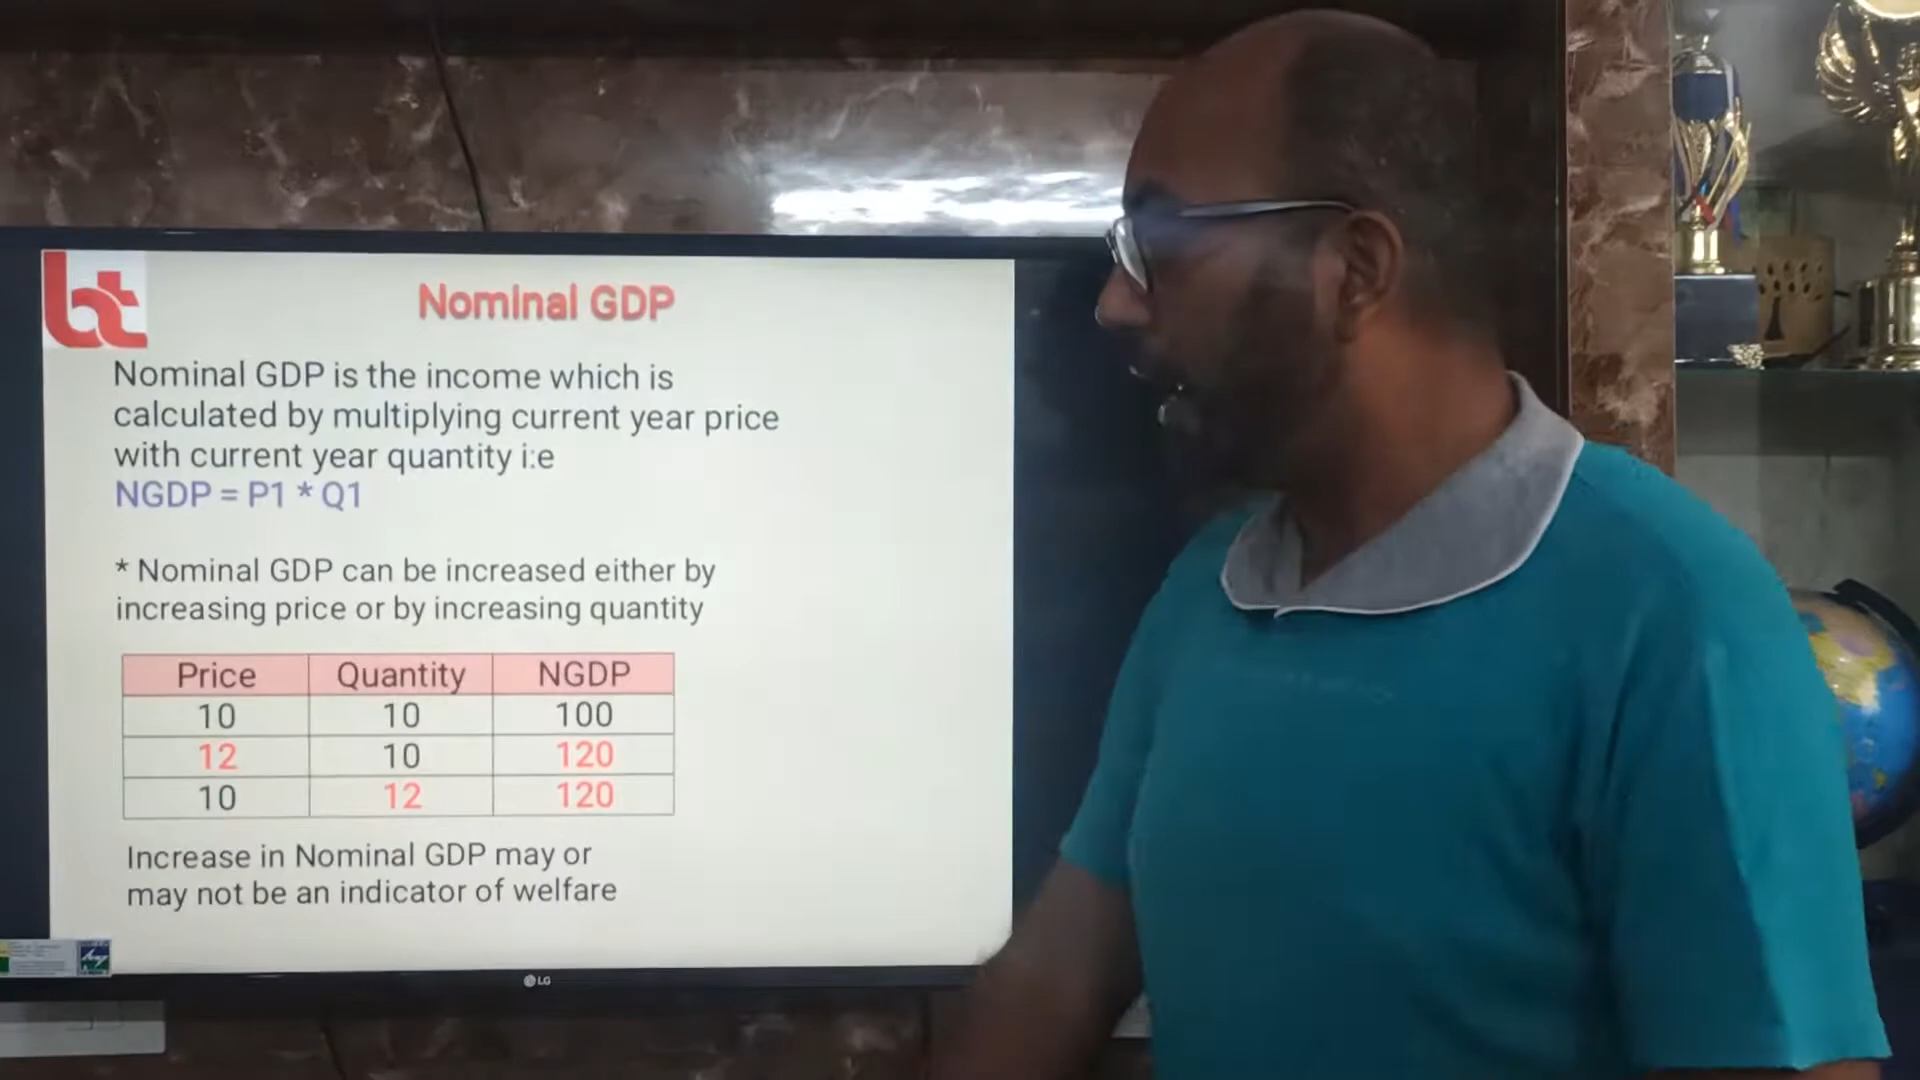 bt
Nominal GDP
Nominal GDP is the income which is
calculated by multiplying current year price
with current year quantity i:e
NGDP = P1 * Q1
* Nominal GDP can be increased either by
increasing price or by increasing quantity
Price Quantity NGDP
10 10 100
12 10 120
10 12 120
Increase in Nominal GDP may or
may not be an indicator of welfare
LG